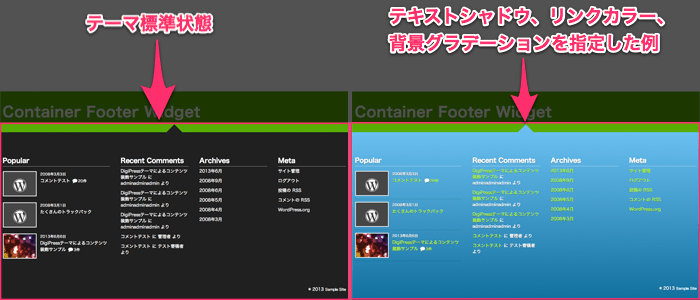 テーマ標準状態
テキストシャドウ、リンクカラー、
背景グラデーションを指定した例
Container Footer Widget
Popular
2008年9月3日
コメントテスト 20件
2008年9月1日
たくさんのトラックバック
2013年6月6日
DigiPressテーマによるコンテンツ
装飾サンプル 3件
Recent Comments
DigiPressテーマによるコンテンツ
装飾サンプル に
adminadminadmin より
DigiPressテーマによるコンテンツ
装飾サンプル に
adminadminadmin より
DigiPressテーマによるコンテンツ
装飾サンプル に
adminadminadmin より
コメントテスト に 管理者 より
コメントテスト に テスト寄稿者
より
Archives
2013年6月
2008年9月
2008年6月
2008年5月
2008年4月
2008年3月
Meta
サイト管理
ログアウト
投稿の RSS
コメントの RSS
WordPress.org
© 2013 Sample Site
Container Footer Widget
Popular
コメントテスト
たくさんのトラックバック
2013年6月6日
DigiPressテーマによるコンテンツ
装飾サンプル 3件
Recent Comments
DigiPressテーマによるコンテンツ
装飾サンプル に
adminadminadmin より
DigiPressテーマによるコンテンツ
装飾サンプル に
adminadminadmin より
DigiPressテーマによるコンテンツ
装飾サンプル に
adminadminadmin より
コメントテスト に 管理者 より
コメントテスト に テスト寄稿者
より
Archives
2013年6月
2008年9月
2008年6月
2008年5月
2008年4月
2008年3月
Meta
サイト管理
ログアウト
投稿の RSS
コメントの RSS
WordPress.org
© 2013 Sample Site